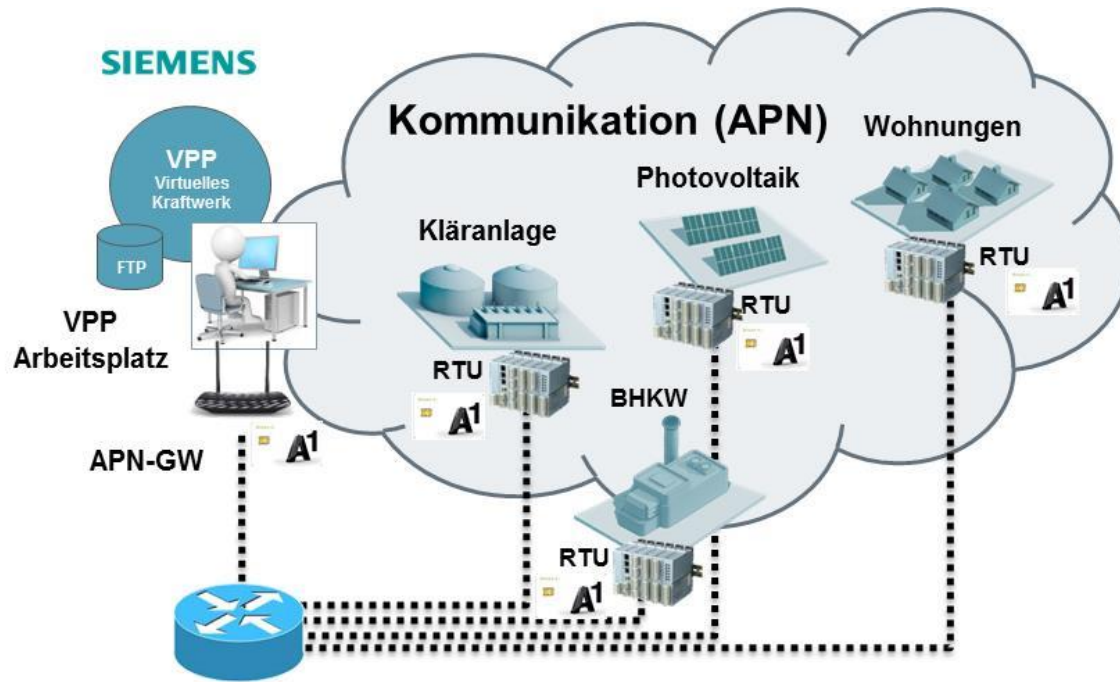 SIEMENS
VPP
Virtuelles
Kraftwerk
FTP
VPP
Arbeitsplatz
APN-GW
A1
Kommunikation (APN)
Kläranlage
RTU
A1
Photovoltaik
RTU
A1
Wohnungen
RTU
A1
BHKW
RTU
A1